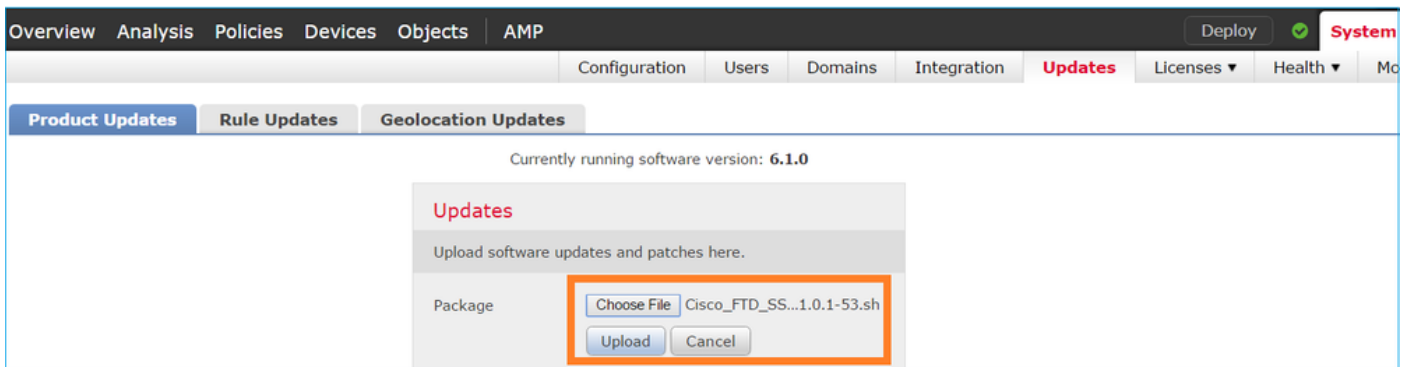 Overview Analysis Policies Devices Objects AMP Deploy System
Configuration Users Domains Integration Updates Licenses ▼ Health ▼ Mo
Product Updates Rule Updates Geolocation Updates
Currently running software version: 6.1.0
Updates
Upload software updates and patches here.
Package Choose File Cisco_FTD_SS...1.0.1-53.sh
Upload Cancel